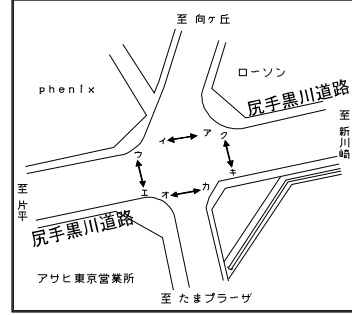 至 向ヶ丘
phenix
ローソン
尻手黒川道路
至 新川崎
イ
ア
ク
ウ
キ
エ
オ
カ
至 片平
尻手黒川道路
アサヒ東京営業所
至 たまプラーザ